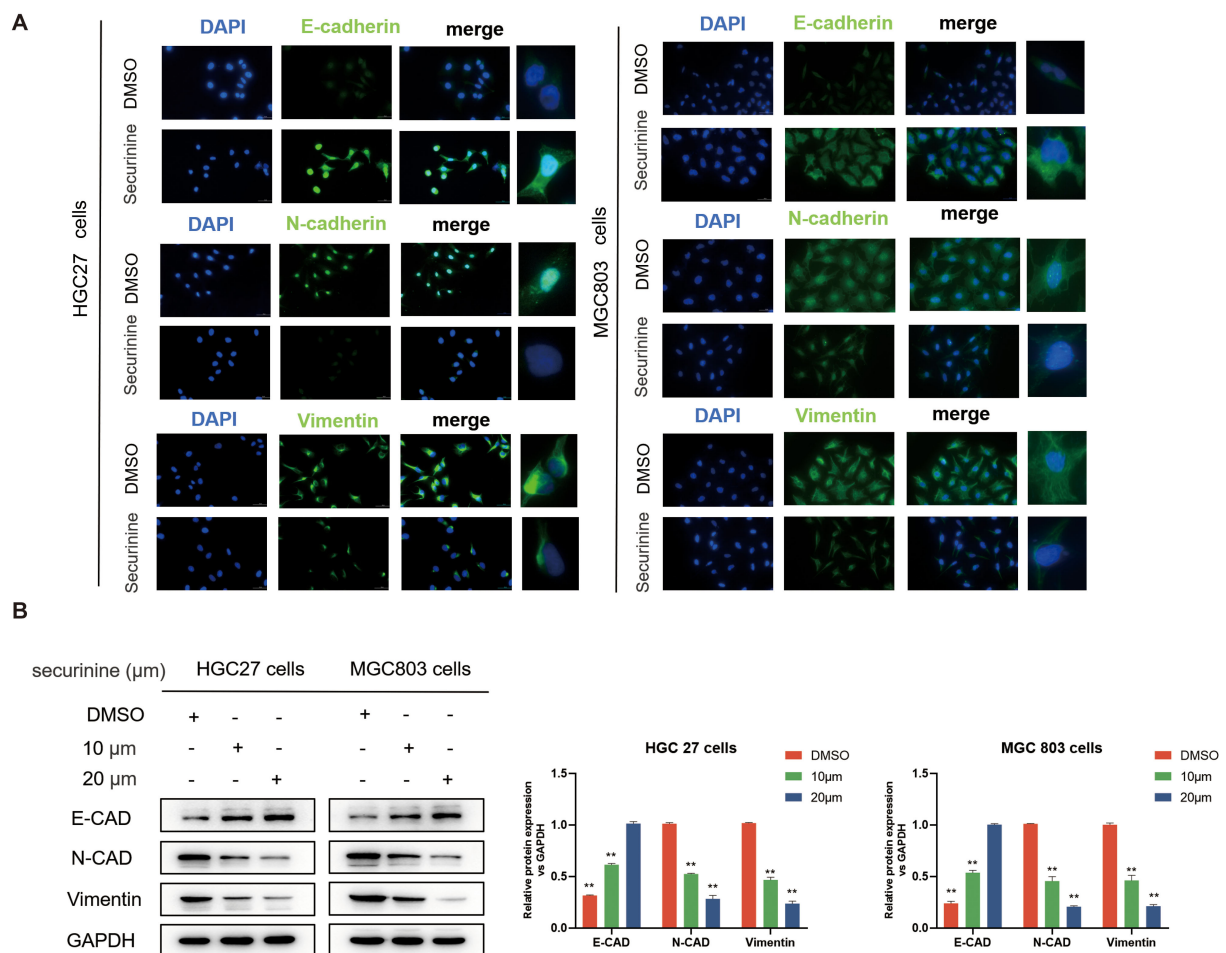 A
DAPI E-cadherin merge
DMSO
Securinine
DAPI N-cadherin merge
DMSO
Securinine
DAPI Vimentin merge
DMSO
Securinine
HGC27 cells
DAPI E-cadherin merge
DMSO
Securinine
DAPI N-cadherin merge
DMSO
Securinine
DAPI Vimentin merge
DMSO
Securinine
MGC803 cells
B
securinine (μm) HGC27 cells MGC803 cells
DMSO + - - + - -
10 μm - + - - + -
20 μm - - + - - +
E-CAD
N-CAD
Vimentin
GAPDH
HGC 27 cells
DMSO
10μm
20μm
Relative protein expression
vs GAPDH
1.5
1.0
0.5
0.0
** ** ** ** ** **
E-CAD N-CAD Vimentin
MGC 803 cells
DMSO
10μm
20μm
Relative protein expression
vs GAPDH
1.5
1.0
0.5
0.0
** ** ** ** ** **
E-CAD N-CAD Vimentin